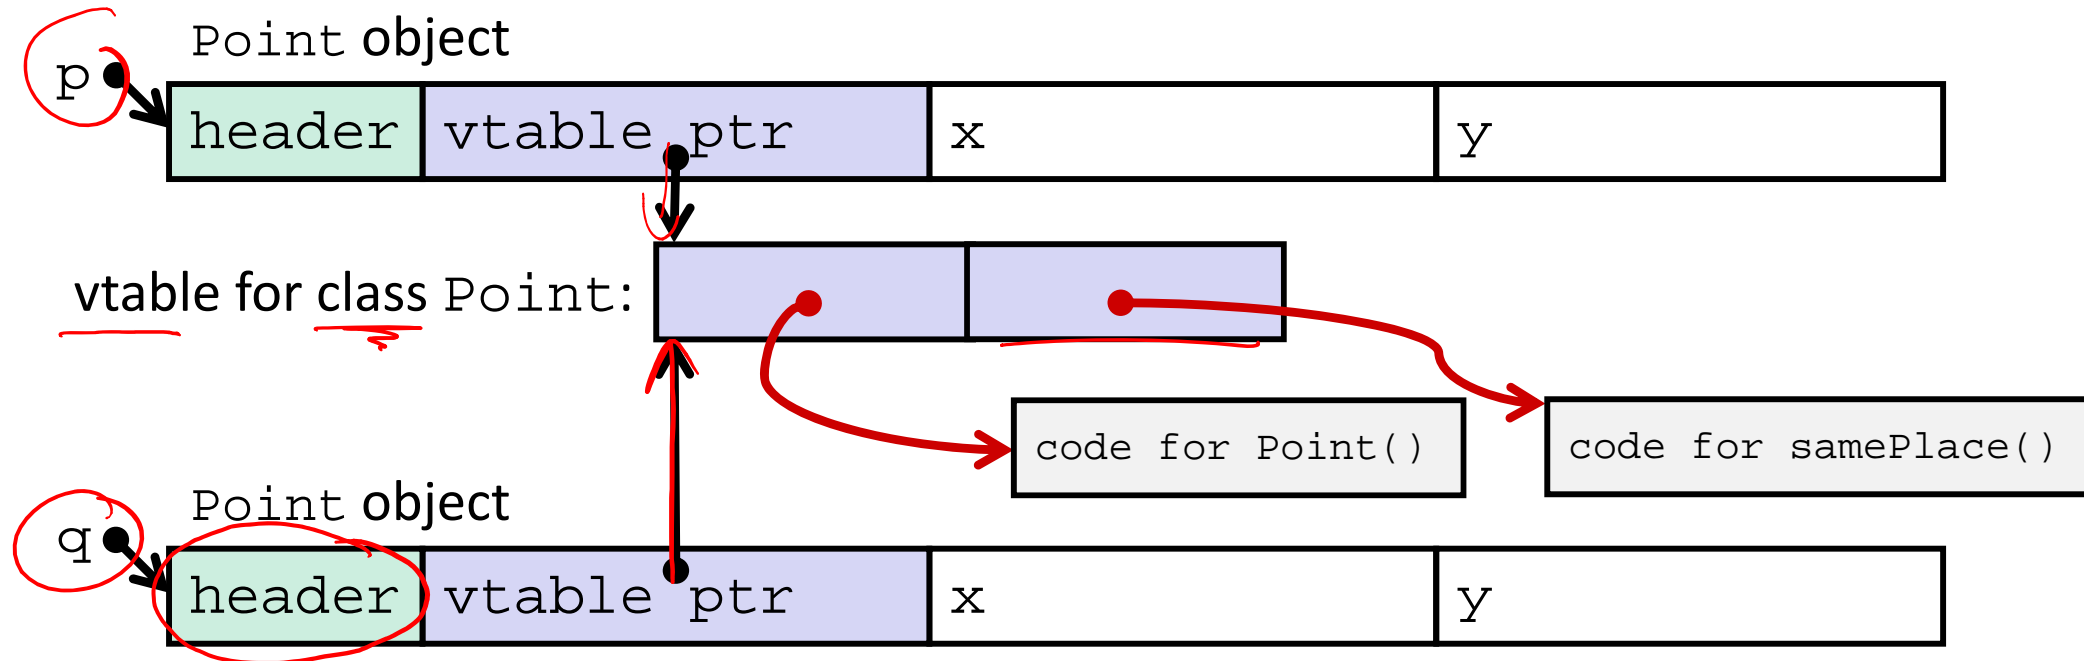 Point object
p
header vtable ptr x y
vtable for class Point:
code for Point() code for samePlace()
Point object
q
header vtable ptr x y